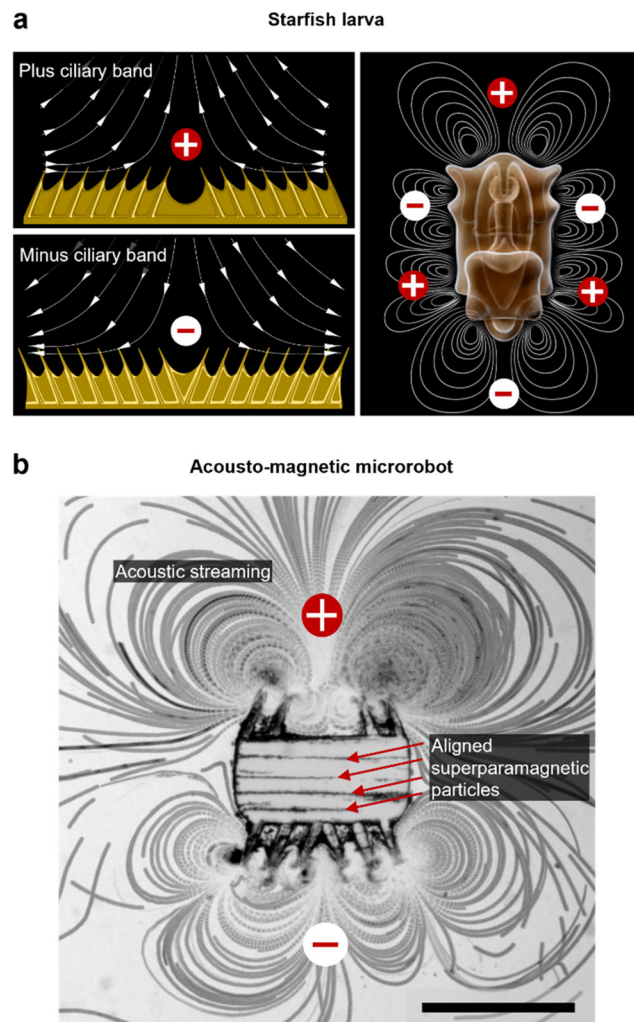 a
Starfish larva
Plus ciliary band
+
Minus ciliary band
−
+
−
−
+
+
−
b
Acousto-magnetic microrobot
Acoustic streaming
+
Aligned
superparamagnetic
particles
−